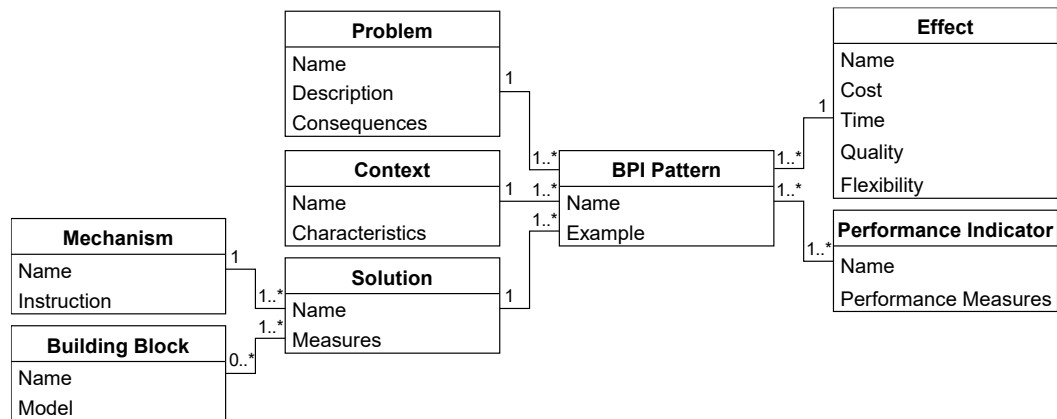 Problem
Name
Description
Consequences
1
1..*
Context
Name
Characteristics
1
1..*
Mechanism
Name
Instruction
1
1..*
Building Block
Name
Model
0..*
1..*
Solution
Name
Measures
1
1..*
BPI Pattern
Name
Example
1..*
1
Effect
Name
Cost
Time
Quality
Flexibility
1..*
1..*
Performance Indicator
Name
Performance Measures